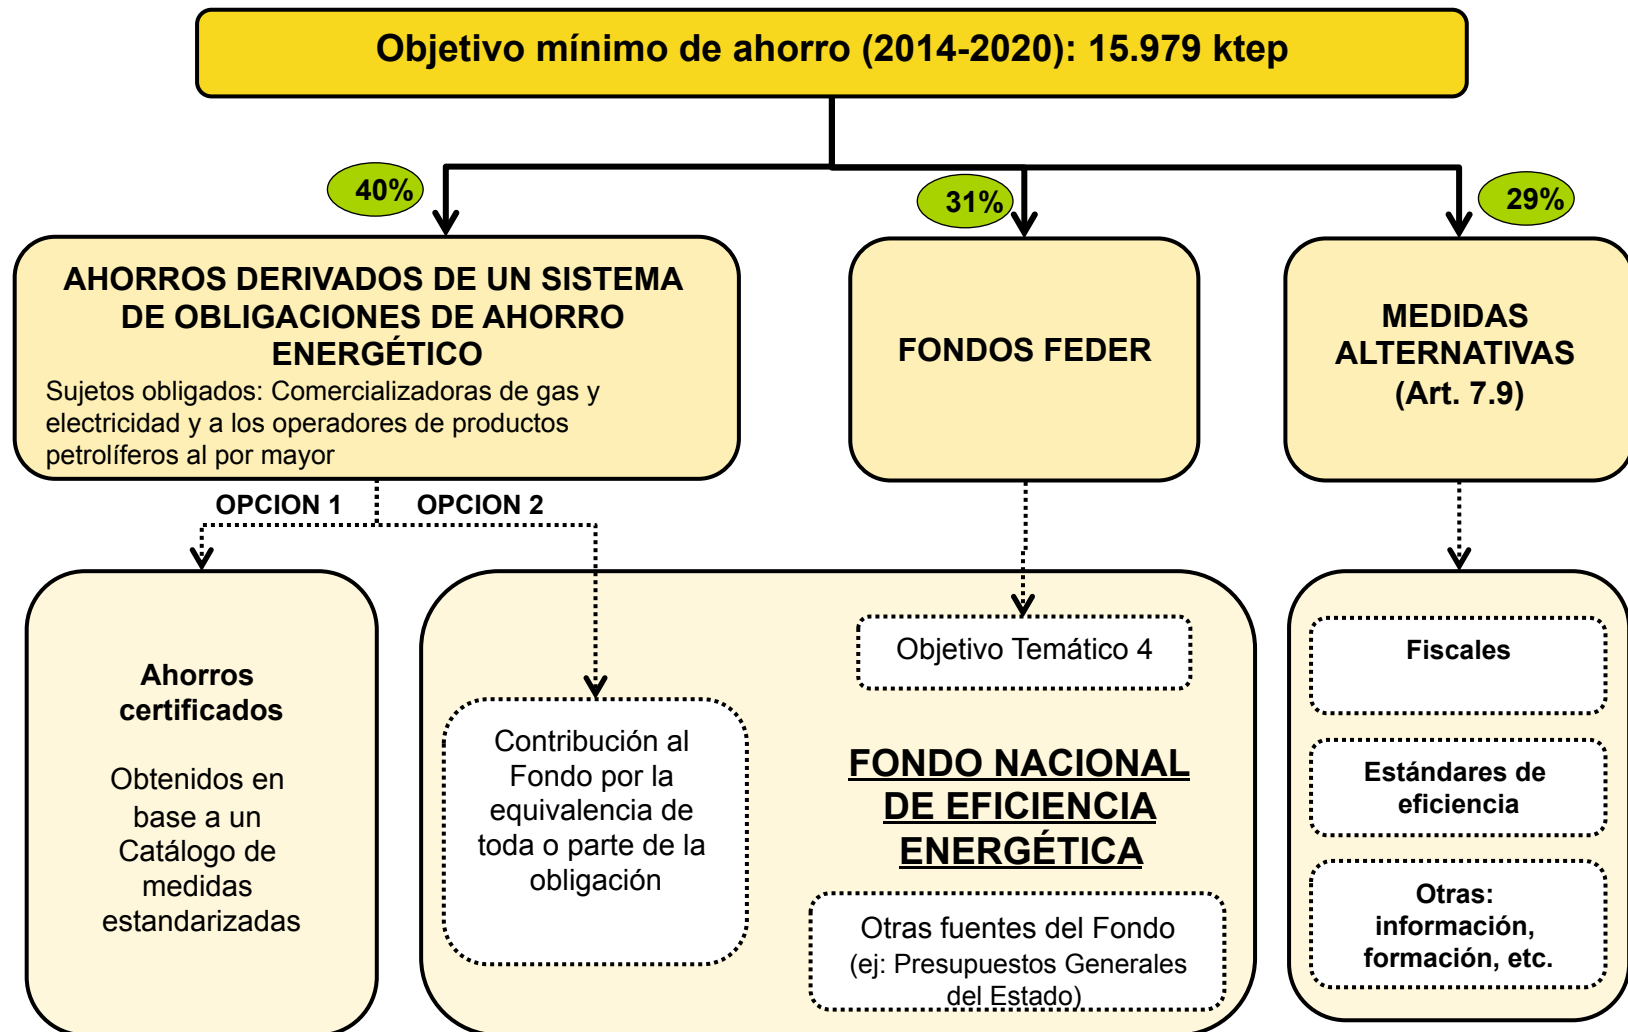 Objetivo mínimo de ahorro (2014-2020): 15.979 ktep
40%
31%
29%
AHORROS DERIVADOS DE UN SISTEMA
DE OBLIGACIONES DE AHORRO
ENERGÉTICO
Sujetos obligados: Comercializadoras de gas y
electricidad y a los operadores de productos
petrolíferos al por mayor
FONDOS FEDER
MEDIDAS
ALTERNATIVAS
(Art. 7.9)
OPCION 1
OPCION 2
Ahorros
certificados
Obtenidos en
base a un
Catálogo de
medidas
estandarizadas
Contribución al
Fondo por la
equivalencia de
toda o parte de la
obligación
Objetivo Temático 4
FONDO NACIONAL
DE EFICIENCIA
ENERGÉTICA
Otras fuentes del Fondo
(ej: Presupuestos Generales
del Estado)
Fiscales
Estándares de
eficiencia
Otras:
información,
formación, etc.